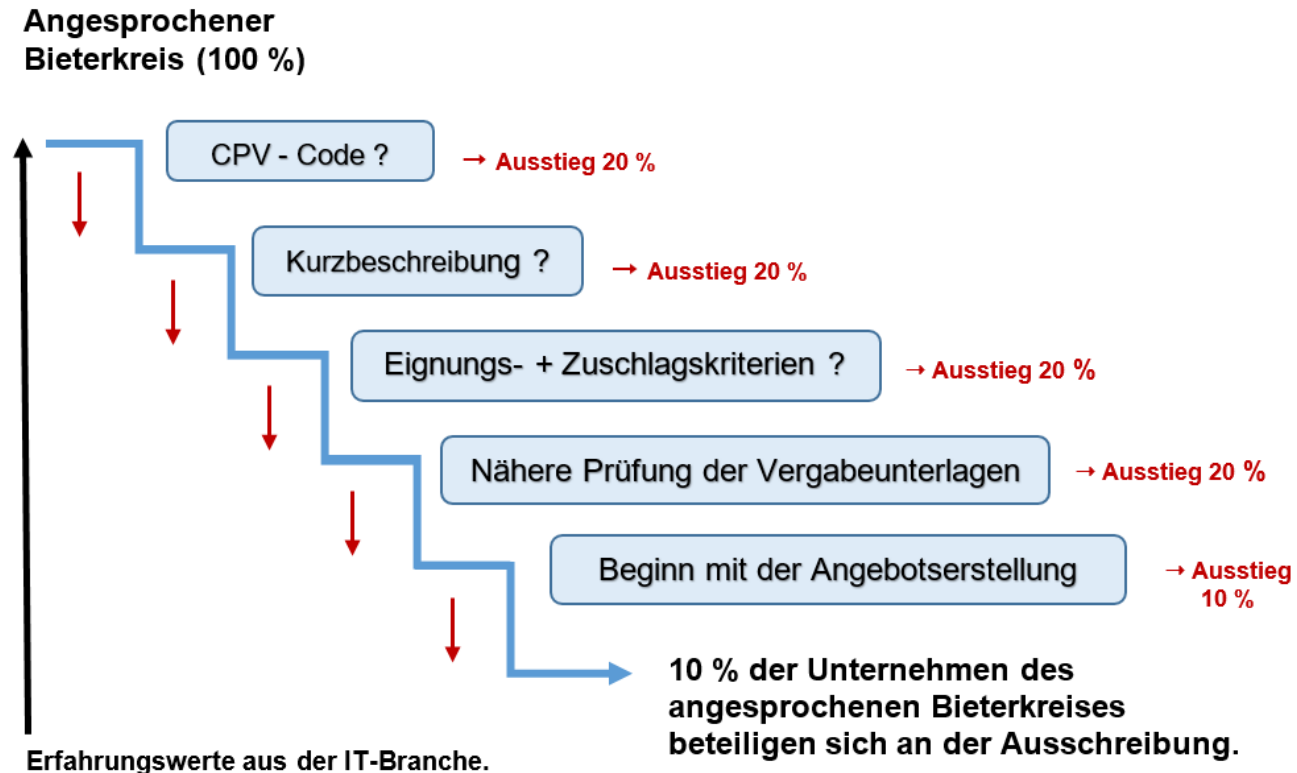 Angesprochener
Bieterkreis (100 %)
CPV - Code ?
→ Ausstieg 20 %
Kurzbeschreibung ?
→ Ausstieg 20 %
Eignungs- + Zuschlagskriterien ?
→ Ausstieg 20 %
Nähere Prüfung der Vergabeunterlagen
→ Ausstieg 20 %
Beginn mit der Angebotserstellung
→ Ausstieg
10 %
10 % der Unternehmen des
angesprochenen Bieterkreises
beteiligen sich an der Ausschreibung.
Erfahrungswerte aus der IT-Branche.